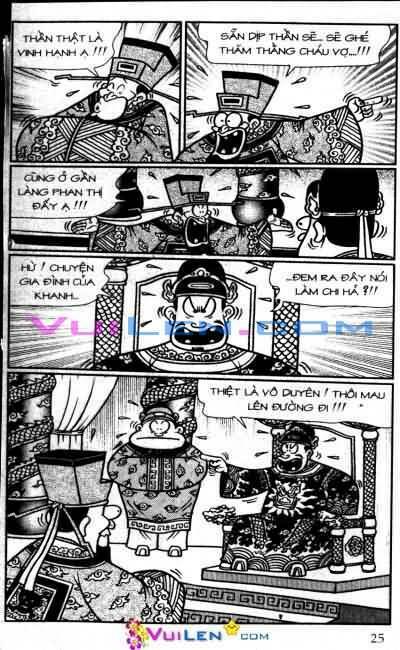 THẦN THẬT LÀ
VINH HẠNH Ạ !!!
SẴN DỊP THẦN SẼ... SẼ GHÉ
THĂM THẰNG CHÁU VỢ....!!!
CŨNG Ở GẦN
LÀNG PHAN THỊ
ĐẤY Ạ !!!
HỪ ! CHUYỆN
GIA ĐÌNH CỦA
KHANH...
...ĐEM RA ĐÂY NÓI
LÀM CHI HẢ ?!!
VUILEN.COM
THIỆT LÀ VÔ DUYÊN ! THÔI MAU
LÊN ĐƯỜNG ĐI !!!
25
VUILEN.COM